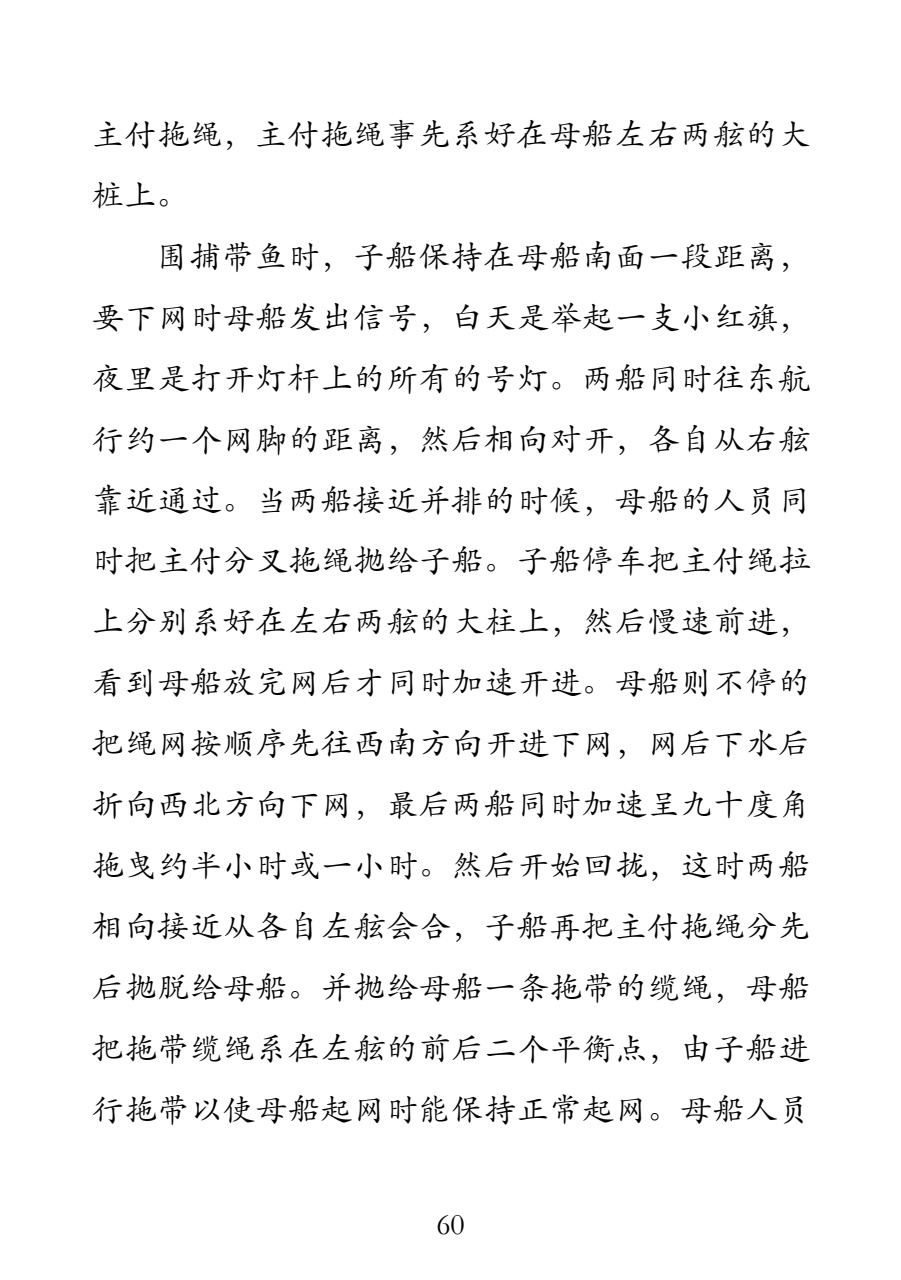 主付拖绳，主付拖绳事先系好在母船左右两舷的大
桩上。
围捕带鱼时，子船保持在母船南面一段距离，
要下网时母船发出信号，白天是举起一支小红旗，
夜里是打开灯杆上的所有的号灯。两船同时往东航
行约一个网脚的距离，然后相向对开，各自从右舷
靠近通过。当两船接近并排的时候，母船的人员同
时把主付分叉拖绳抛给子船。子船停车把主付绳拉
上分别系好在左右两舷的大柱上，然后慢速前进，
看到母船放完网后才同时加速开进。母船则不停的
把绳网按顺序先往西南方向开进下网，网后下水后
折向西北方向下网，最后两船同时加速呈九十度角
拖曳约半小时或一小时。然后开始回拢，这时两船
相向接近从各自左舷会合，子船再把主付拖绳分先
后抛脱给母船。并抛给母船一条拖带的缆绳，母船
把拖带缆绳系在左舷的前后二个平衡点，由子船进
行拖带以使母船起网时能保持正常起网。母船人员
60